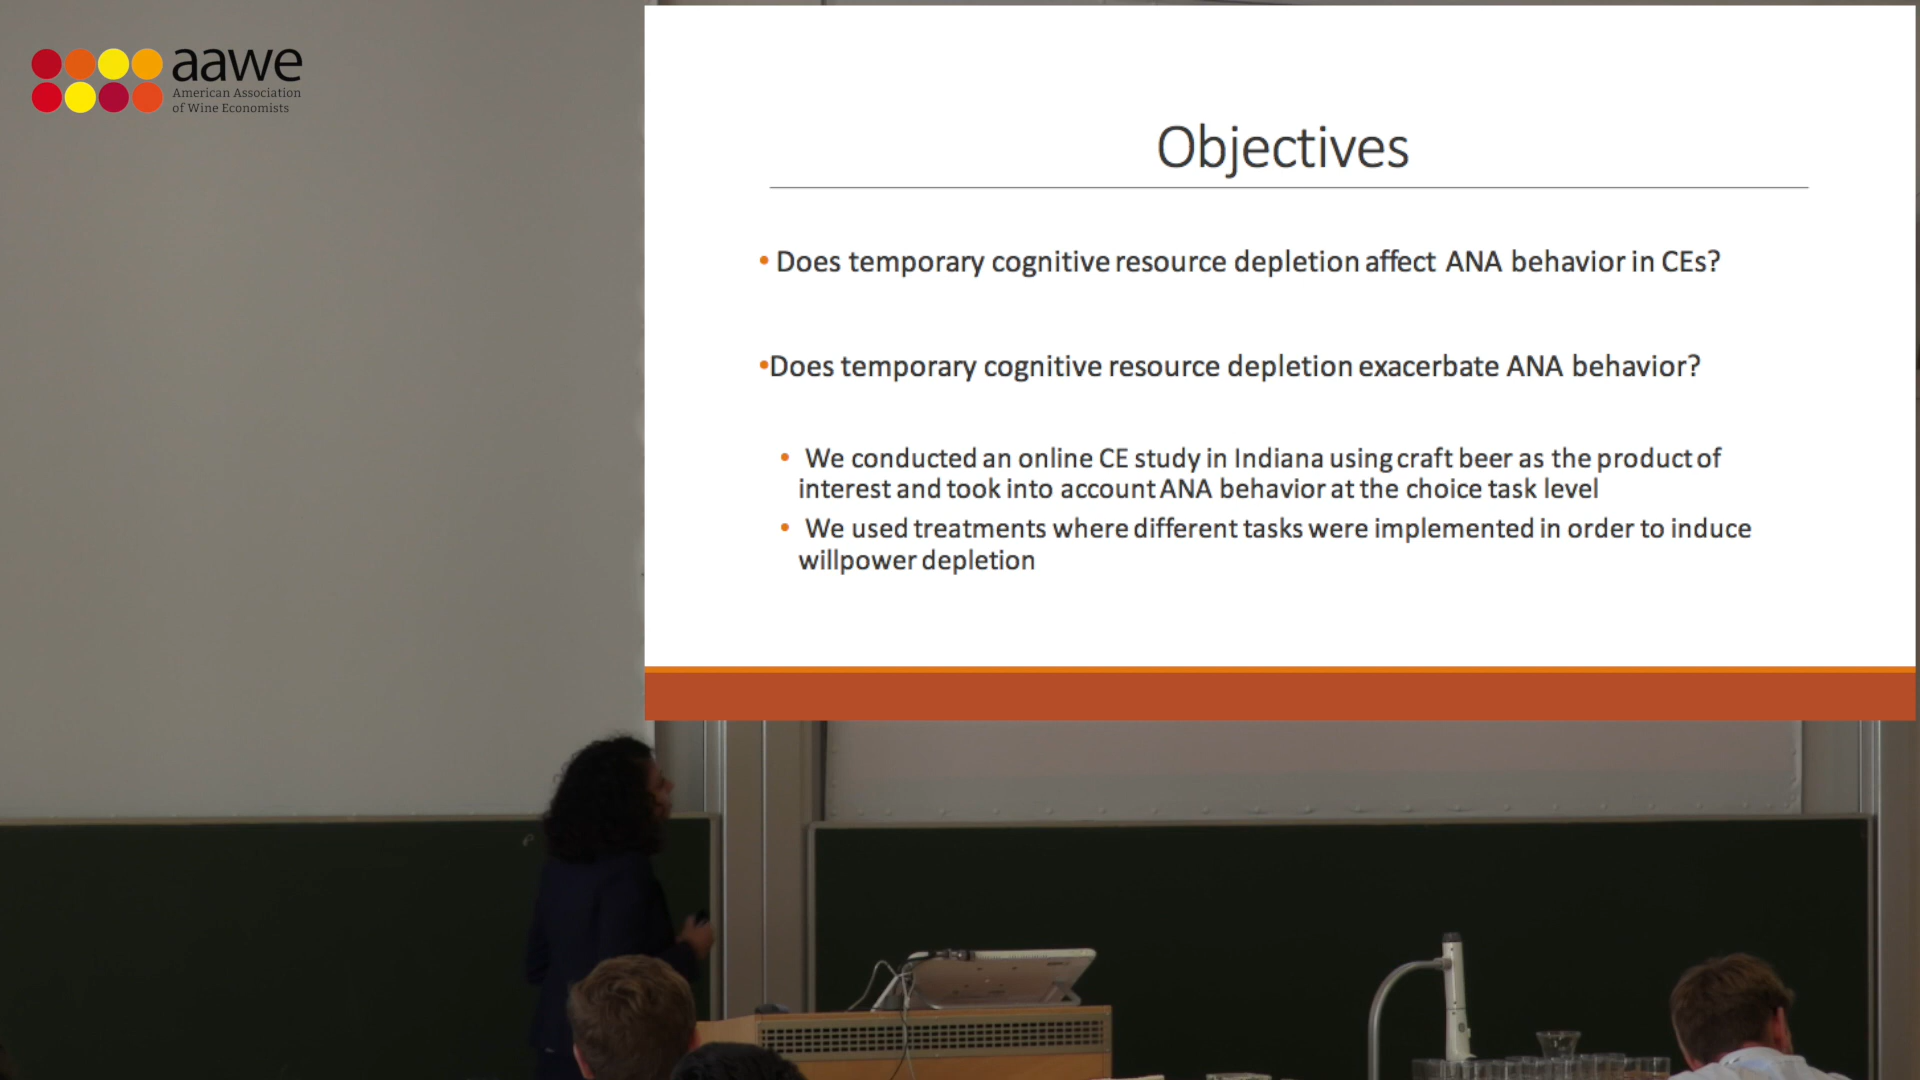 aawe
American Association
of Wine Economists
Objectives
• Does temporary cognitive resource depletion affect ANA behavior in CEs?
•Does temporary cognitive resource depletion exacerbate ANA behavior?
• We conducted an online CE study in Indiana using craft beer as the product of
interest and took into account ANA behavior at the choice task level
• We used treatments where different tasks were implemented in order to induce
willpower depletion